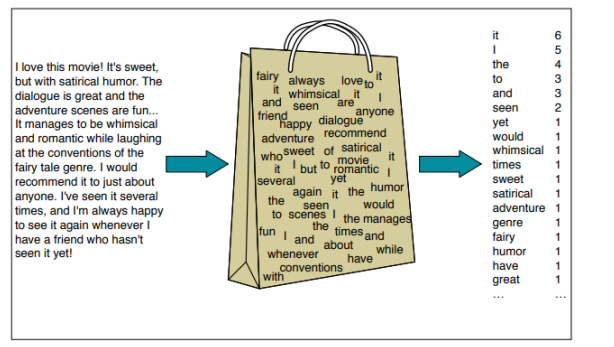 I love this movie! It's sweet,
but with satirical humor. The
dialogue is great and the
adventure scenes are fun...
It manages to be whimsical
and romantic while laughing
at the conventions of the
fairy tale genre. I would
recommend it to just about
anyone. I've seen it several
times, and I'm always happy
to see it again whenever I
have a friend who hasn't
seen it yet!
fairy always love to it
it whimsical it I
and seen are anyone
friend happy dialogue
adventure recommend
who sweet of satirical
it I but to movie romantic I it
several yet
again it the humor
the seen would
to scenes I the manages
fun I and the times and
about while
whenever have
conventions
with
it 6
I 5
the 4
to 3
and 3
seen 2
yet 1
would 1
whimsical 1
times 1
sweet 1
satirical 1
adventure 1
genre 1
fairy 1
humor 1
have 1
great 1
... ...